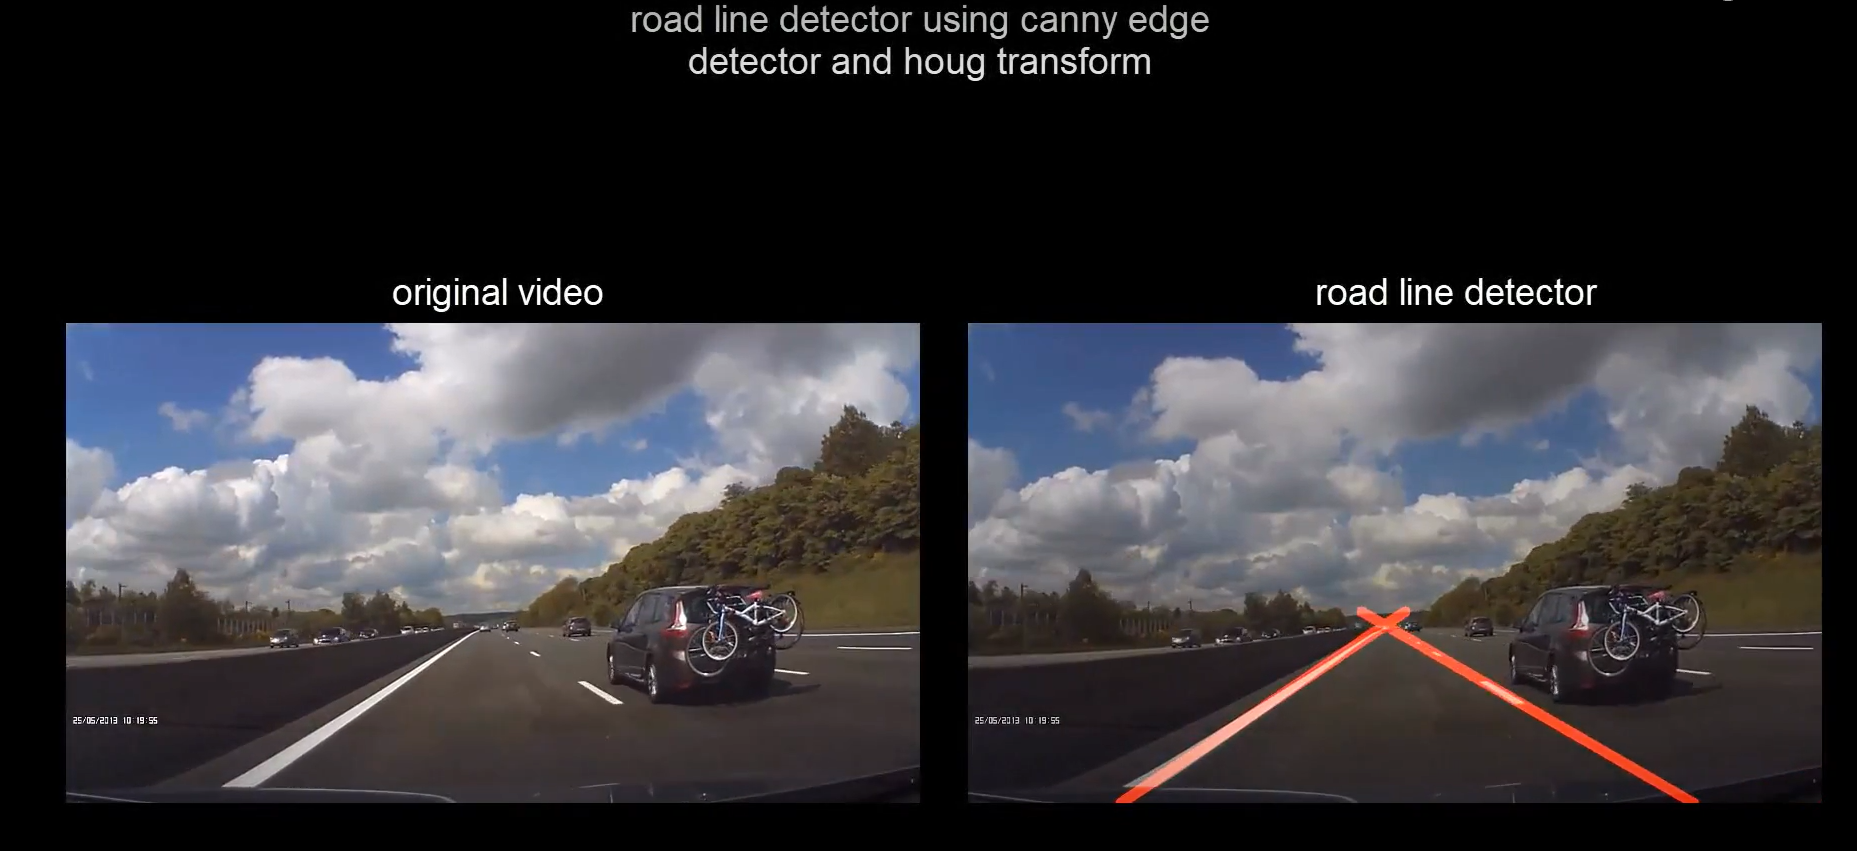 road line detector using canny edge
detector and houg transform
original video
road line detector
25/05/2013 10:19:55
25/05/2013 10:19:55